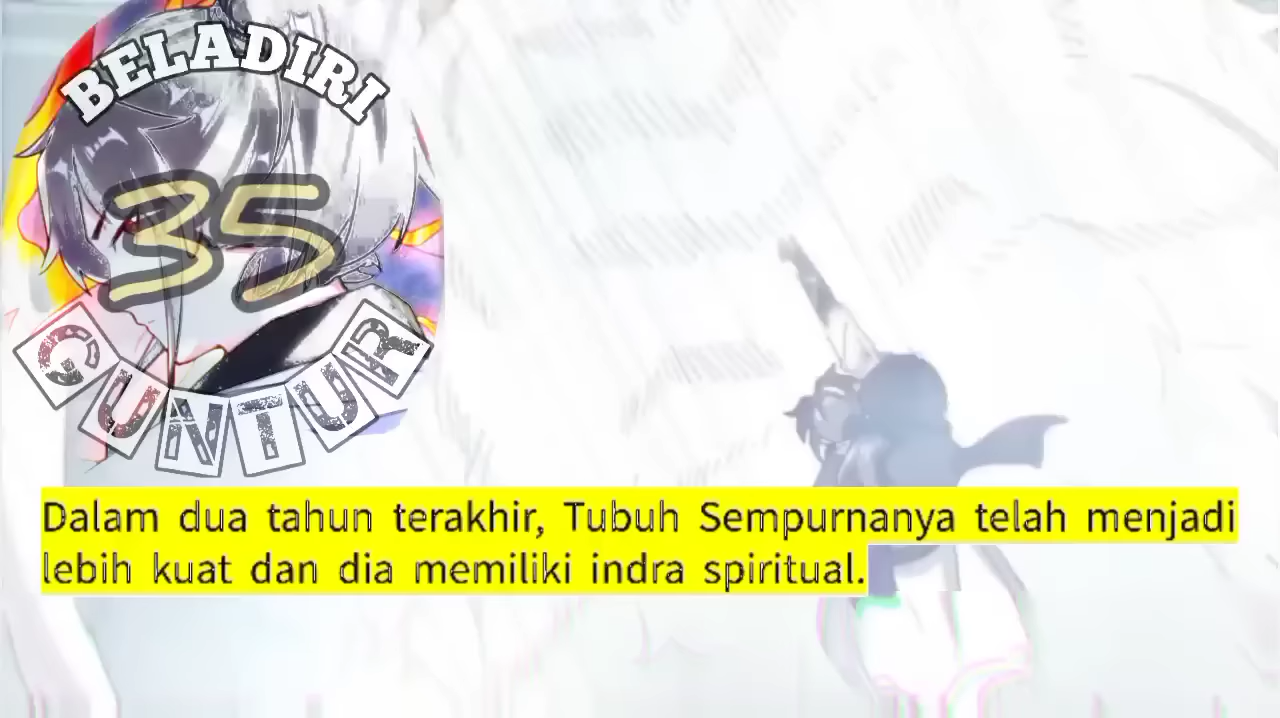 BELADIRI
35
GUNTUR
Dalam dua tahun terakhir, Tubuh Sempurnanya telah menjadi
lebih kuat dan dia memiliki indra spiritual.